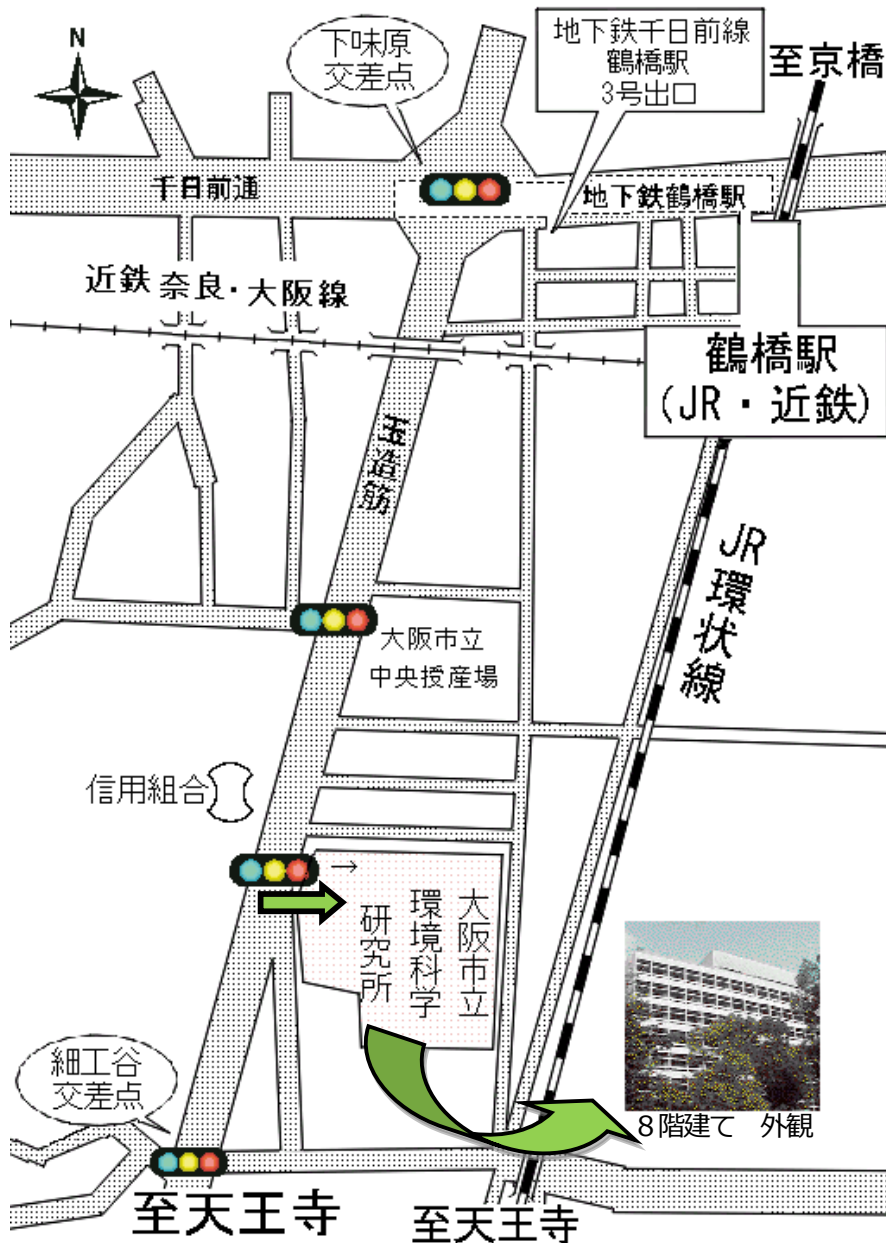 N
下味原
交差点
地下鉄千日前線
鶴橋駅
3号出口
至京橋
千日前通
地下鉄鶴橋駅
近鉄奈良・大阪線
鶴橋駅
(JR・近鉄)
玉造筋
JR環状線
大阪市立
中央授産場
信用組合
→
大阪市立
環境科学
研究所
細工谷
交差点
8階建て 外観
至天王寺
至天王寺